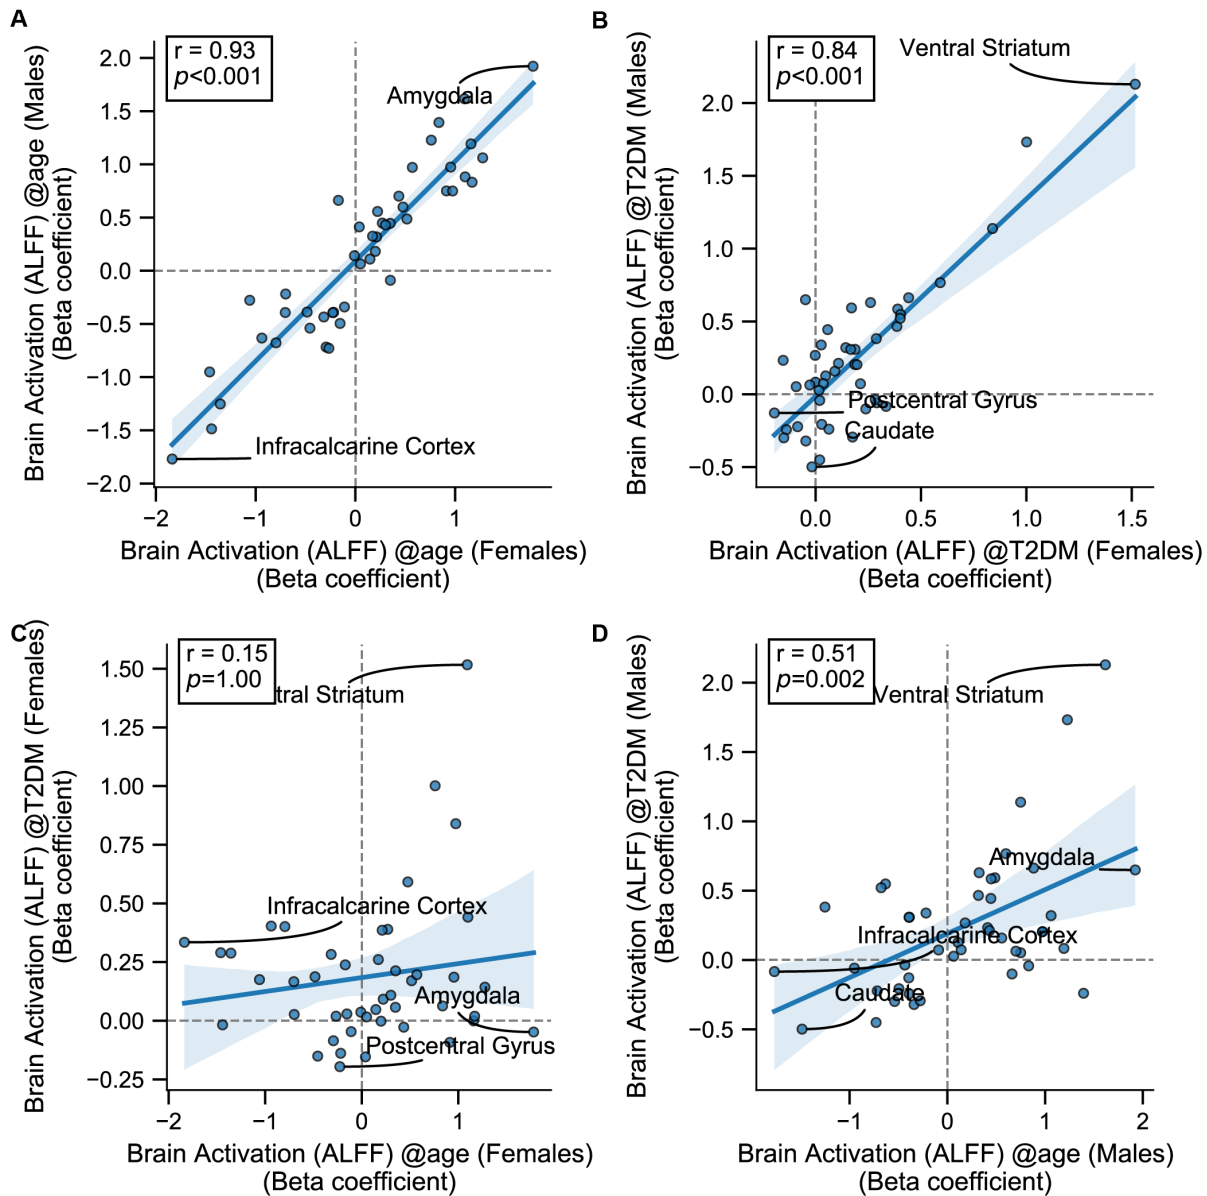 A
r = 0.93
p<0.001
Amygdala
Infracalcarine Cortex
2.0
1.5
1.0
0.5
0.0
−0.5
−1.0
−1.5
−2.0
−2
−1
0
1
Brain Activation (ALFF) @age (Males)
(Beta coefficient)
Brain Activation (ALFF) @age (Females)
(Beta coefficient)
B
r = 0.84
p<0.001
Ventral Striatum
Postcentral Gyrus
Caudate
2.0
1.5
1.0
0.5
0.0
−0.5
0.0
0.5
1.0
1.5
Brain Activation (ALFF) @T2DM (Males)
(Beta coefficient)
Brain Activation (ALFF) @T2DM (Females)
(Beta coefficient)
C
r = 0.15
p=1.00
tral Striatum
Infracalcarine Cortex
Amygdala
Postcentral Gyrus
1.50
1.25
1.00
0.75
0.50
0.25
0.00
−0.25
−2
−1
0
1
Brain Activation (ALFF) @T2DM (Females)
(Beta coefficient)
Brain Activation (ALFF) @age (Females)
(Beta coefficient)
D
r = 0.51
p=0.002
Ventral Striatum
Amygdala
Infracalcarine Cortex
Caudate
2.0
1.5
1.0
0.5
0.0
−0.5
−1
0
1
2
Brain Activation (ALFF) @T2DM (Males)
(Beta coefficient)
Brain Activation (ALFF) @age (Males)
(Beta coefficient)